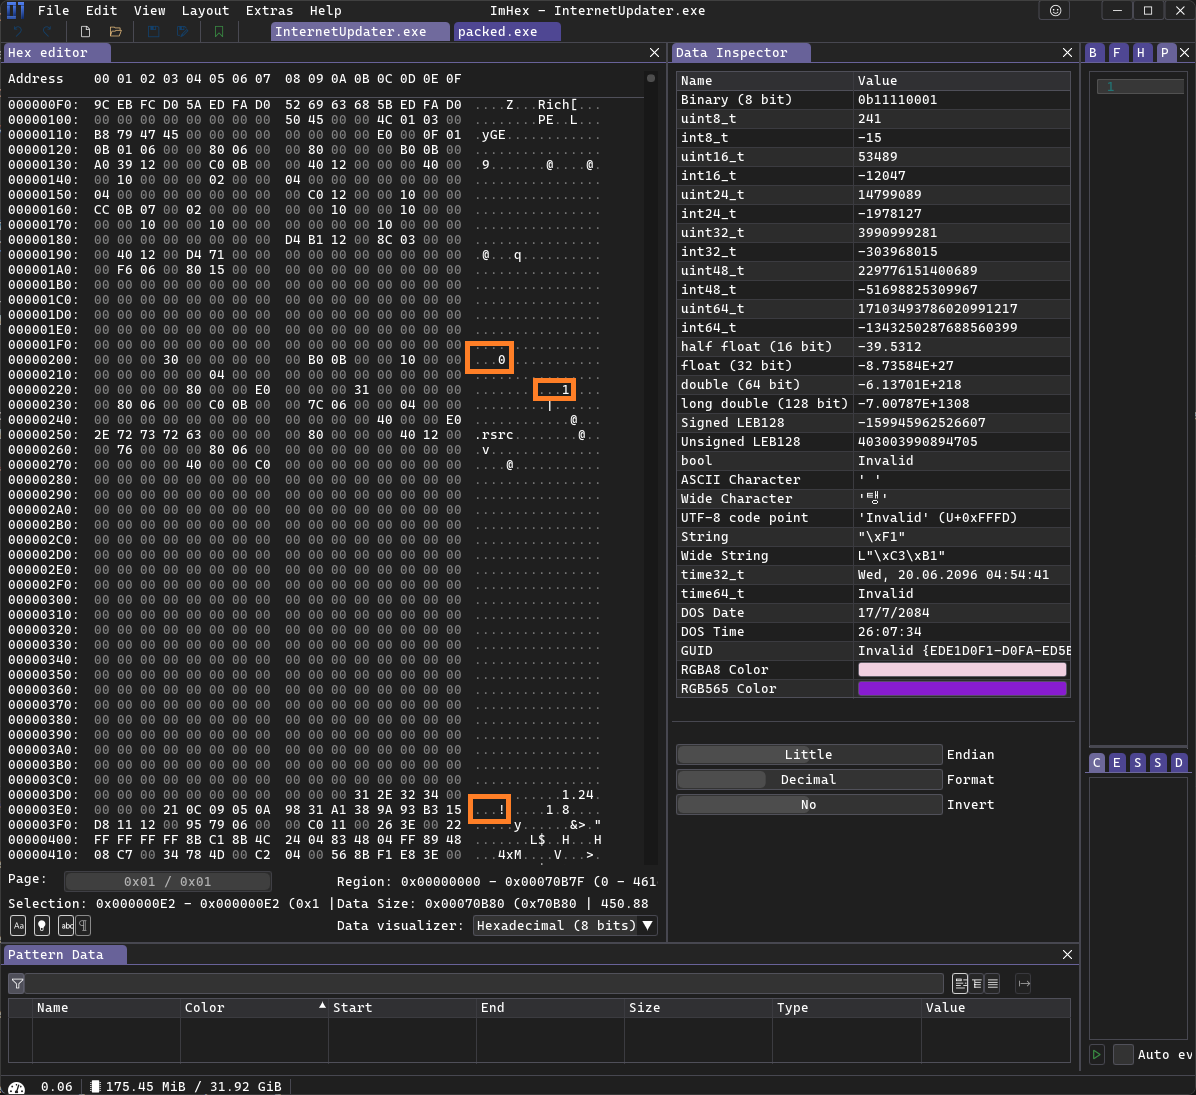 File Edit View Layout Extras Help ImHex – InternetUpdater.exe
InternetUpdater.exe packed.exe
Hex editor
Address 00 01 02 03 04 05 06 07 08 09 0A 0B 0C 0D 0E 0F
000000F0: 9C EB FC D0 5A ED FA D0 52 69 63 68 5B ED FA D0 ....Z...Rich[...
00000100: 00 00 00 00 00 00 00 00 50 45 00 00 4C 01 03 00 ........PE..L...
00000110: B8 79 47 45 00 00 00 00 00 00 00 00 E0 00 0F 01 .yGE............
00000120: 0B 01 06 00 00 80 06 00 00 80 00 00 00 B0 0B 00 ................
00000130: A0 39 12 00 00 C0 0B 00 00 40 12 00 00 00 40 00 .9.......@....@.
00000140: 00 10 00 00 00 02 00 00 04 00 00 00 00 00 00 00 ................
00000150: 04 00 00 00 00 00 00 00 00 C0 12 00 00 10 00 00 ................
00000160: CC 0B 07 00 02 00 00 00 00 00 10 00 00 10 00 00 ................
00000170: 00 00 10 00 00 10 00 00 00 00 00 00 10 00 00 00 ................
00000180: 00 00 00 00 00 00 00 00 D4 B1 12 00 8C 03 00 00 ................
00000190: 00 40 12 00 D4 71 00 00 00 00 00 00 00 00 00 00 .@...q..........
000001A0: 00 F6 06 00 80 15 00 00 00 00 00 00 00 00 00 00 ................
000001B0: 00 00 00 00 00 00 00 00 00 00 00 00 00 00 00 00 ................
000001C0: 00 00 00 00 00 00 00 00 00 00 00 00 00 00 00 00 ................
000001D0: 00 00 00 00 00 00 00 00 00 00 00 00 00 00 00 00 ................
000001E0: 00 00 00 00 00 00 00 00 00 00 00 00 00 00 00 00 ................
000001F0: 00 00 00 00 00 00 00 00 00 00 00 00 00 00 00 00 ................
00000200: 00 00 00 30 00 00 00 00 00 B0 0B 00 00 10 00 00 ...0............
00000210: 00 00 00 00 00 04 00 00 00 00 00 00 00 00 00 00 ................
00000220: 00 00 00 00 80 00 00 E0 00 00 00 31 00 00 00 00 ...........1....
00000230: 00 80 06 00 00 C0 0B 00 00 7C 06 00 00 04 00 00 .........|......
00000240: 00 00 00 00 00 00 00 00 00 00 00 00 40 00 00 E0 ............@...
00000250: 2E 72 73 72 63 00 00 00 00 80 00 00 00 40 12 00 .rsrc........@..
00000260: 00 76 00 00 00 80 06 00 00 00 00 00 00 00 00 00 .v..............
00000270: 00 00 00 00 40 00 00 C0 00 00 00 00 00 00 00 00 ....@...........
00000280: 00 00 00 00 00 00 00 00 00 00 00 00 00 00 00 00 ................
00000290: 00 00 00 00 00 00 00 00 00 00 00 00 00 00 00 00 ................
000002A0: 00 00 00 00 00 00 00 00 00 00 00 00 00 00 00 00 ................
000002B0: 00 00 00 00 00 00 00 00 00 00 00 00 00 00 00 00 ................
000002C0: 00 00 00 00 00 00 00 00 00 00 00 00 00 00 00 00 ................
000002D0: 00 00 00 00 00 00 00 00 00 00 00 00 00 00 00 00 ................
000002E0: 00 00 00 00 00 00 00 00 00 00 00 00 00 00 00 00 ................
000002F0: 00 00 00 00 00 00 00 00 00 00 00 00 00 00 00 00 ................
00000300: 00 00 00 00 00 00 00 00 00 00 00 00 00 00 00 00 ................
00000310: 00 00 00 00 00 00 00 00 00 00 00 00 00 00 00 00 ................
00000320: 00 00 00 00 00 00 00 00 00 00 00 00 00 00 00 00 ................
00000330: 00 00 00 00 00 00 00 00 00 00 00 00 00 00 00 00 ................
00000340: 00 00 00 00 00 00 00 00 00 00 00 00 00 00 00 00 ................
00000350: 00 00 00 00 00 00 00 00 00 00 00 00 00 00 00 00 ................
00000360: 00 00 00 00 00 00 00 00 00 00 00 00 00 00 00 00 ................
00000370: 00 00 00 00 00 00 00 00 00 00 00 00 00 00 00 00 ................
00000380: 00 00 00 00 00 00 00 00 00 00 00 00 00 00 00 00 ................
00000390: 00 00 00 00 00 00 00 00 00 00 00 00 00 00 00 00 ................
000003A0: 00 00 00 00 00 00 00 00 00 00 00 00 00 00 00 00 ................
000003B0: 00 00 00 00 00 00 00 00 00 00 00 00 00 00 00 00 ................
000003C0: 00 00 00 00 00 00 00 00 00 00 00 00 00 00 00 00 ................
000003D0: 00 00 00 00 00 00 00 00 00 00 00 31 2E 32 34 00 ...........1.24.
000003E0: 00 00 00 21 0C 09 05 0A 98 31 A1 38 9A 93 B3 15 ...!.....1.8....
000003F0: D8 11 12 00 95 79 06 00 00 C0 11 00 26 3E 00 22 .....y......&>."
00000400: FF FF FF FF 8B C1 8B 4C 24 04 83 48 04 FF 89 48 .......L$..H...H
00000410: 08 C7 00 34 78 4D 00 C2 04 00 56 8B F1 E8 3E 00 ...4xM....V...>.
Page: 0x01 / 0x01 Region: 0x00000000 – 0x00070B7F (0 – 461
Selection: 0x000000E2 – 0x000000E2 (0x1 | Data Size: 0x00070B80 (0x70B80 | 450.88
Aa abc ¶ Data visualizer: Hexadecimal (8 bits)
Data Inspector
Name Value
Binary (8 bit) 0b11110001
uint8_t 241
int8_t –15
uint16_t 53489
int16_t –12047
uint24_t 14799089
int24_t –1978127
uint32_t 3990999281
int32_t –303968015
uint48_t 229776151400689
int48_t –51698825309967
uint64_t 17103493786020991217
int64_t –1343250287688560399
half float (16 bit) –39.5312
float (32 bit) –8.73584E+27
double (64 bit) –6.13701E+218
long double (128 bit) –7.00787E+1308
Signed LEB128 –159945962526607
Unsigned LEB128 403003990894705
bool Invalid
ASCII Character ' '
Wide Character '탱'
UTF-8 code point 'Invalid' (U+0xFFFD)
String "\xF1"
Wide String L"\xC3\xB1"
time32_t Wed, 20.06.2096 04:54:41
time64_t Invalid
DOS Date 17/7/2084
DOS Time 26:07:34
GUID Invalid {EDE1D0F1-D0FA-ED5E
RGBA8 Color
RGB565 Color
Little Endian
Decimal Format
No Invert
B F H P
1
C E S S D
Auto ev
Pattern Data
Name Color Start End Size Type Value
0.06 175.45 MiB / 31.92 GiB